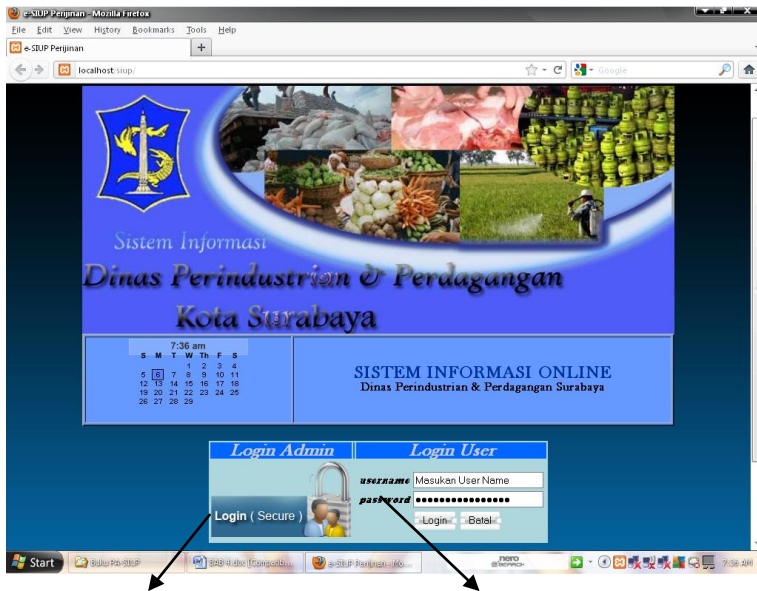 e-SIUP Perijinan - Mozilla Firefox
File Edit View History Bookmarks Tools Help
e-SIUP Perijinan
localhost/siup/
Google
Sistem Informasi
Dinas Perindustrian & Perdagangan
Kota Surabaya
7:36 am
S M T W Th F S
1 2 3 4
5 6 7 8 9 10 11
12 13 14 15 16 17 18
19 20 21 22 23 24 25
26 27 28 29
SISTEM INFORMASI ONLINE
Dinas Perindustrian & Perdagangan Surabaya
Login Admin
Login User
username Masukan User Name
password
Login ( Secure )
Login Batal
Start
Buku PA-SIUP
BAB 4.doc [Compatib...
e-SIUP Perijinan - Mo...
nero
SEARCH
7:36 AM